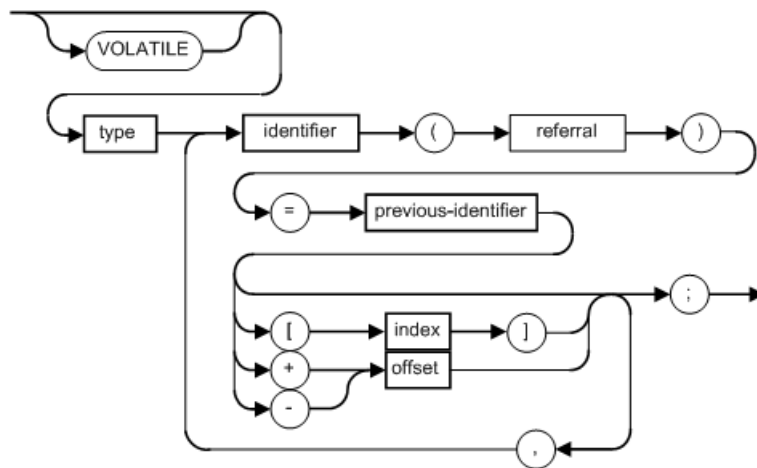 VOLATILE
type identifier ( referral )
= previous-identifier
;
[ index ]
+ offset
-
,